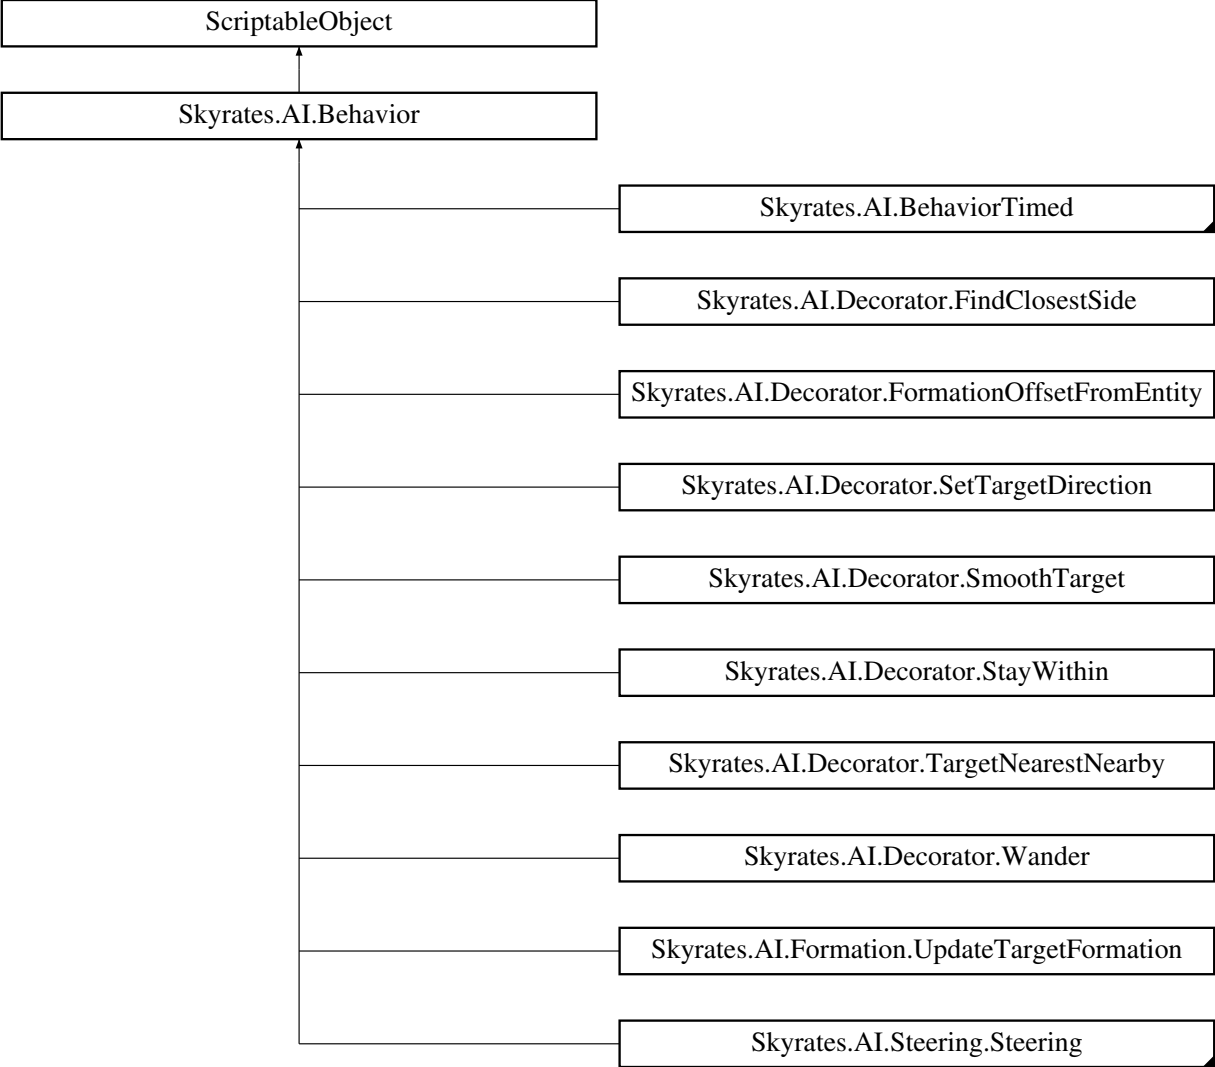 ScriptableObject
Skyrates.AI.Behavior
Skyrates.AI.BehaviorTimed
Skyrates.AI.Decorator.FindClosestSide
Skyrates.AI.Decorator.FormationOffsetFromEntity
Skyrates.AI.Decorator.SetTargetDirection
Skyrates.AI.Decorator.SmoothTarget
Skyrates.AI.Decorator.StayWithin
Skyrates.AI.Decorator.TargetNearestNearby
Skyrates.AI.Decorator.Wander
Skyrates.AI.Formation.UpdateTargetFormation
Skyrates.AI.Steering.Steering